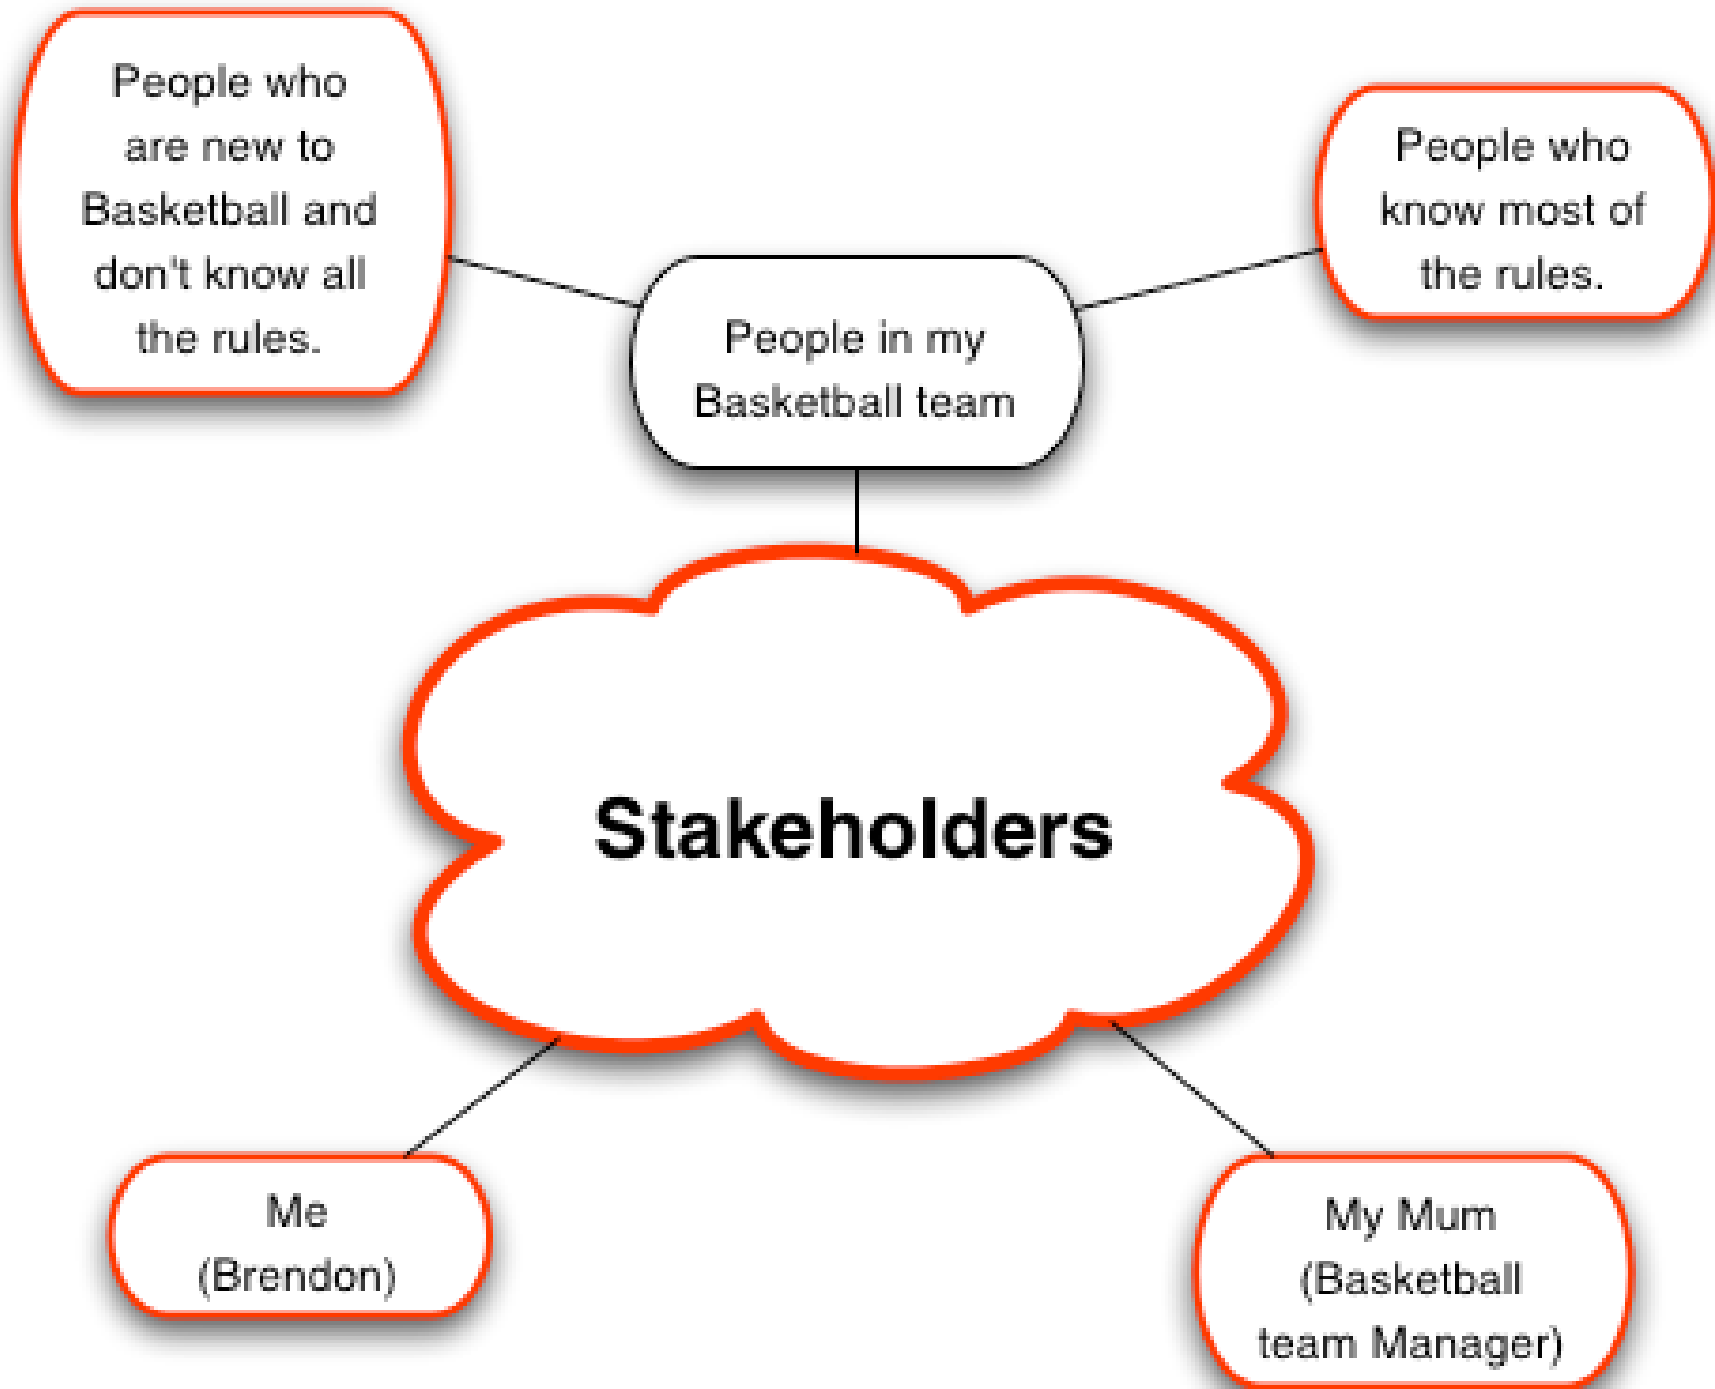 People who
are new to
Basketball and
don't know all
the rules.
People who
know most of
the rules.
People in my
Basketball team
Stakeholders
Me
(Brendon)
My Mum
(Basketball
team Manager)